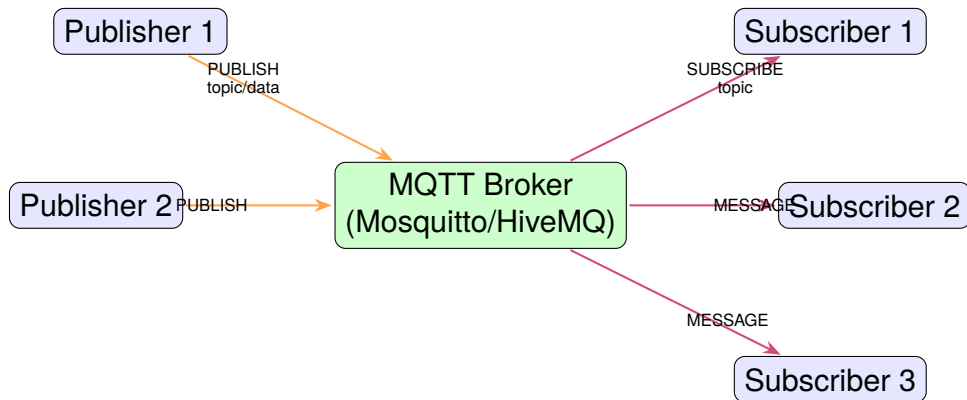 Publisher 1
Subscriber 1
PUBLISH
topic/data
SUBSCRIBE
topic
MQTT Broker
(Mosquitto/HiveMQ)
Publisher 2
PUBLISH
MESSAGE
Subscriber 2
MESSAGE
Subscriber 3